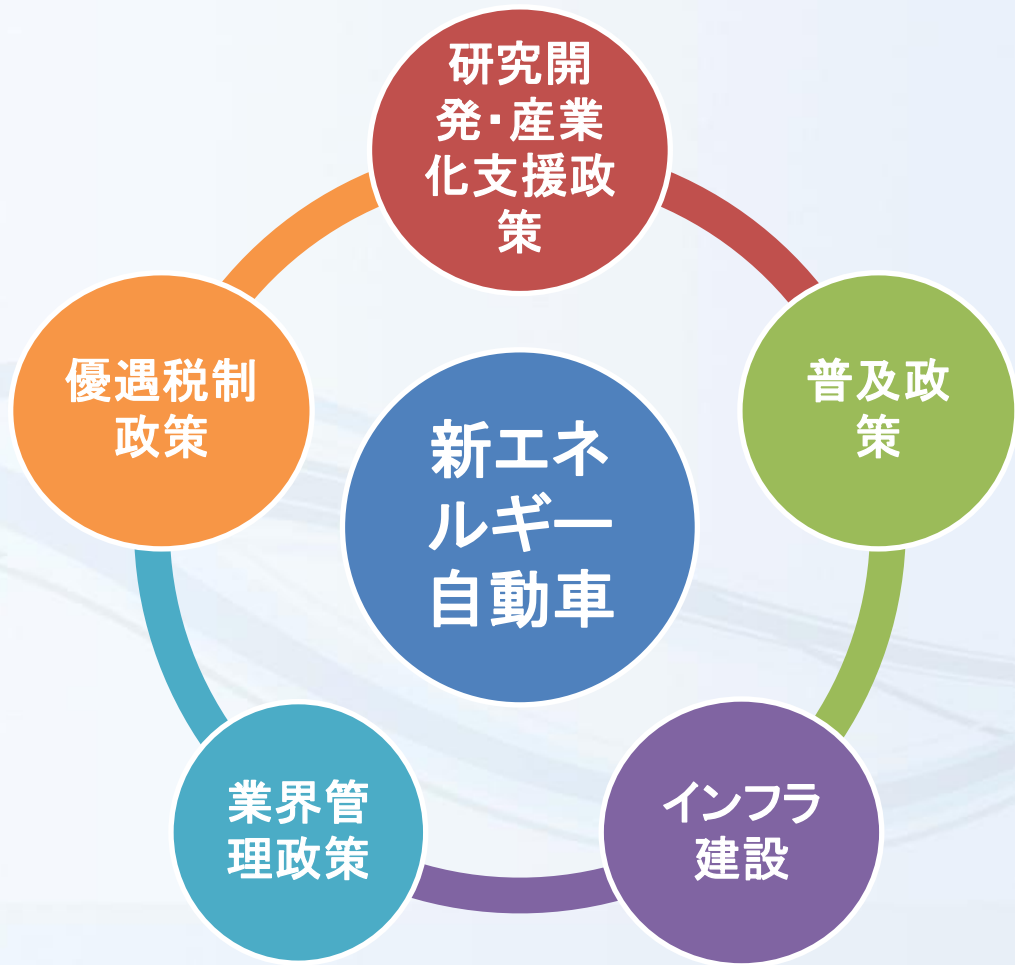 研究開
発・産業
化支援政
策
優遇税制
政策
普及政
策
新エネ
ルギー
自動車
業界管
理政策
インフラ
建設